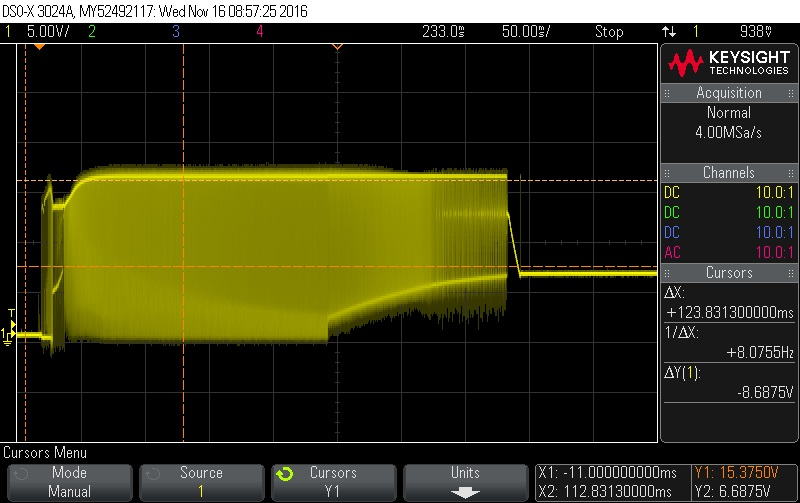 DSO-X 3024A, MY52492117: Wed Nov 16 08:57:25 2016
1 5.00V/ 2 3 4 233.0ms 50.00ms/ Stop 1 938mV
KEYSIGHT
TECHNOLOGIES
Acquisition
Normal
4.00MSa/s
Channels
DC 10.0:1
DC 10.0:1
DC 10.0:1
AC 10.0:1
Cursors
ΔX:
+123.831300000ms
1/ΔX:
+8.0755Hz
ΔY(1):
-8.6875V
T
1
Cursors Menu
Mode
Manual
Source
1
Cursors
Y1
Units
X1: -11.000000000ms
X2: 112.83130000ms
Y1: 15.3750V
Y2: 6.6875V